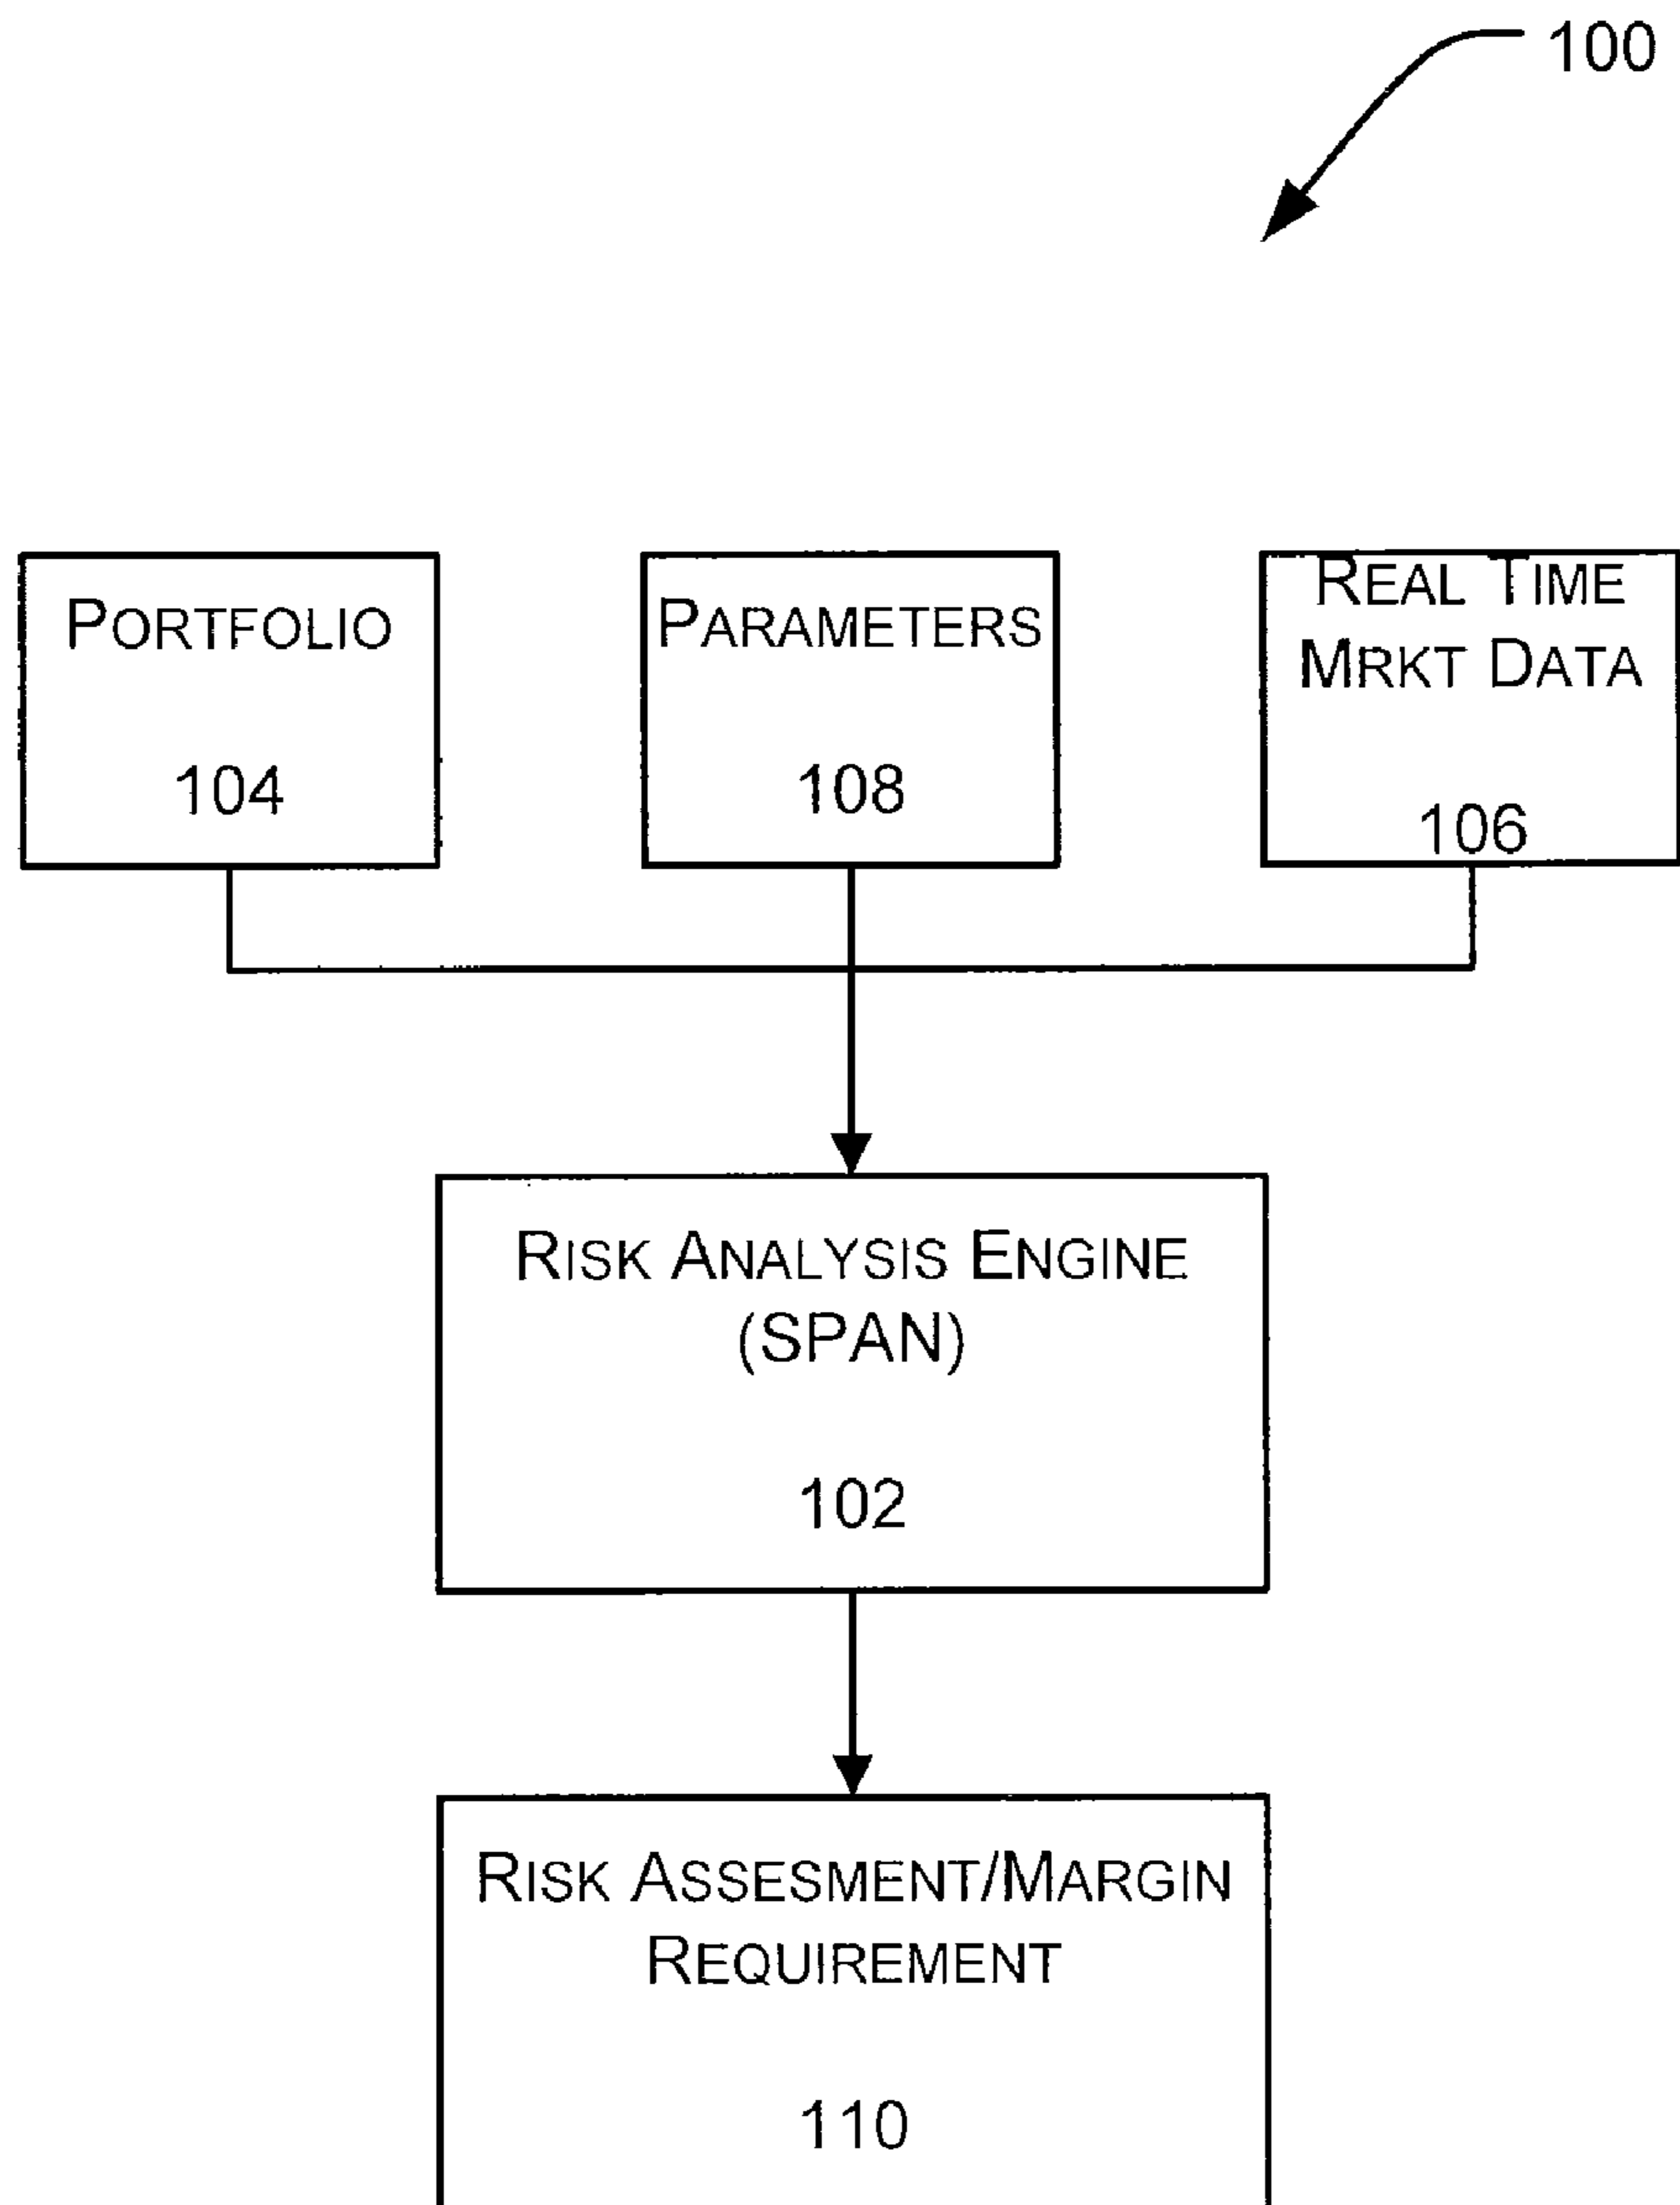 100
PORTFOLIO
104
PARAMETERS
108
REAL TIME
MRKT DATA
106
RISK ANALYSIS ENGINE
(SPAN)
102
RISK ASSESMENT/MARGIN
REQUIREMENT
110